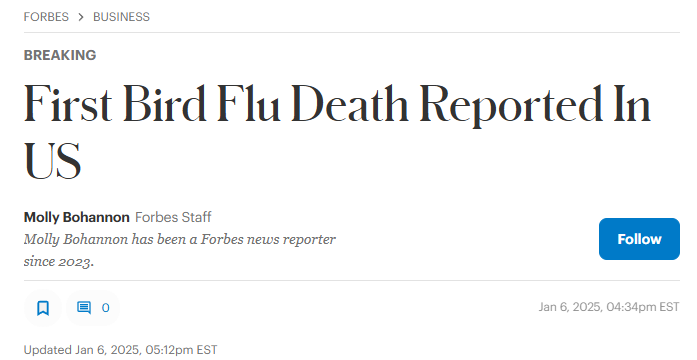 FORBES > BUSINESS
BREAKING
First Bird Flu Death Reported In
US
Molly Bohannon Forbes Staff
Molly Bohannon has been a Forbes news reporter
since 2023.
Follow
0
Jan 6, 2025, 04:34pm EST
Updated Jan 6, 2025, 05:12pm EST